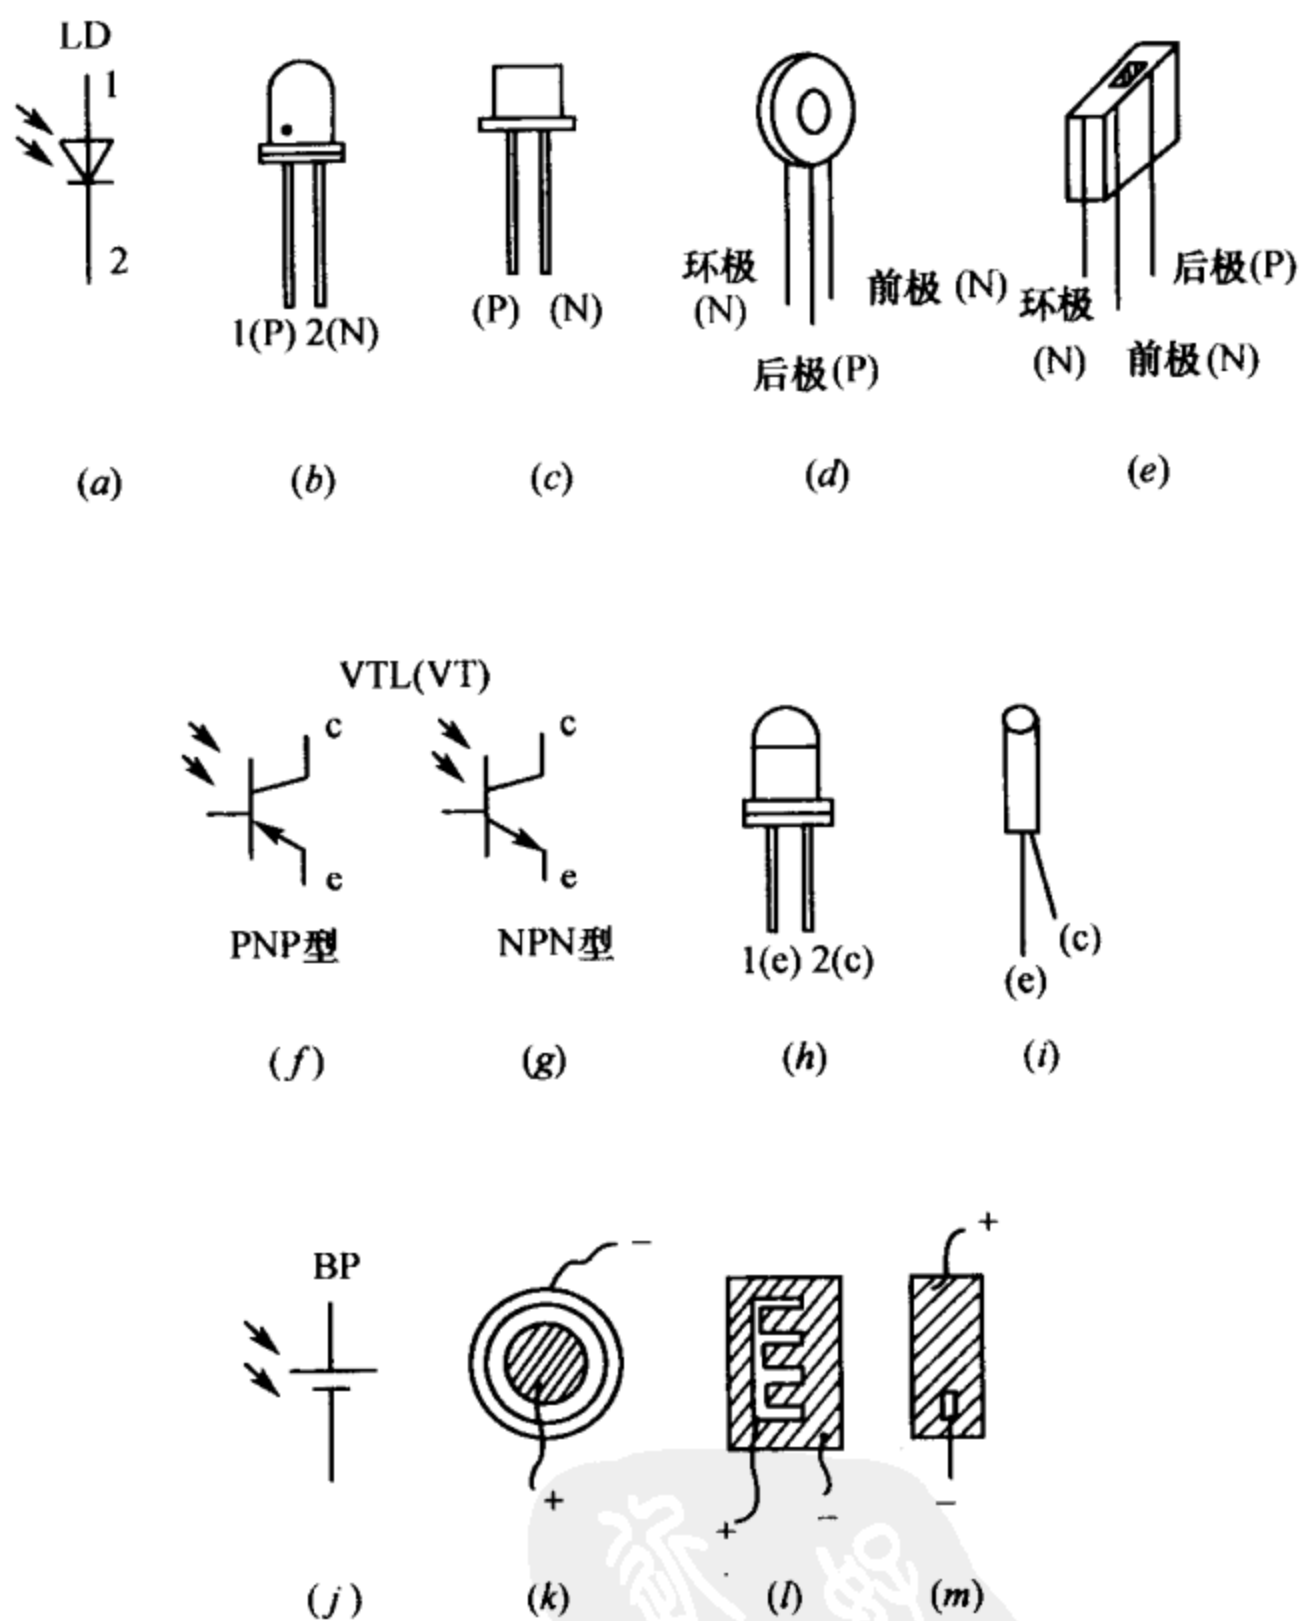 LD
1
2
1(P) 2(N)
(P) (N)
环极
(N)
前极 (N)
后极(P)
后极(P)
环极
(N)
前极(N)
(a) (b) (c) (d) (e)
VTL(VT)
c
e
PNP型
c
e
NPN型
1(e) 2(c)
(c)
(e)
(f) (g) (h) (i)
BP
−
+
+
−
+
−
(j) (k) (l) (m)